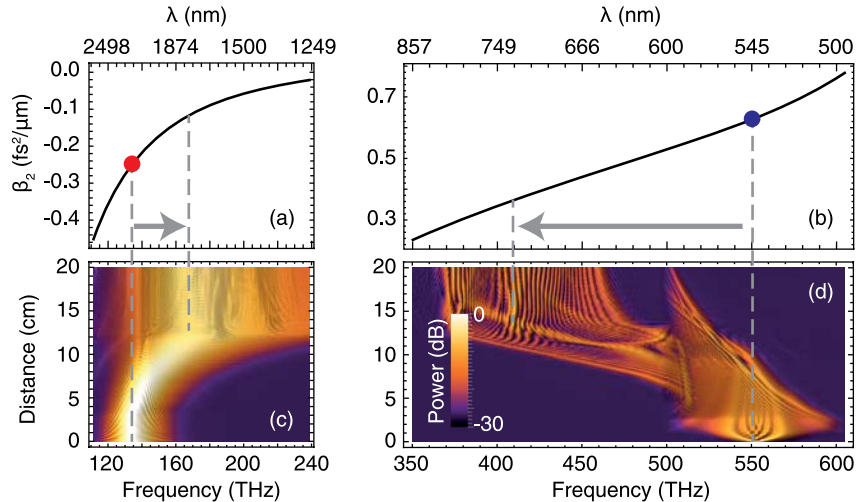 λ (nm)
2498 1874 1500 1249
λ (nm)
857 749 666 600 545 500
β2 (fs²/μm)
0.0
-0.1
-0.2
-0.3
-0.4
(a)
0.7
0.5
0.3
(b)
Distance (cm)
20
15
10
5
0
(c)
(d)
Power (dB)
0
-30
120 160 200 240
Frequency (THz)
350 400 450 500 550 600
Frequency (THz)